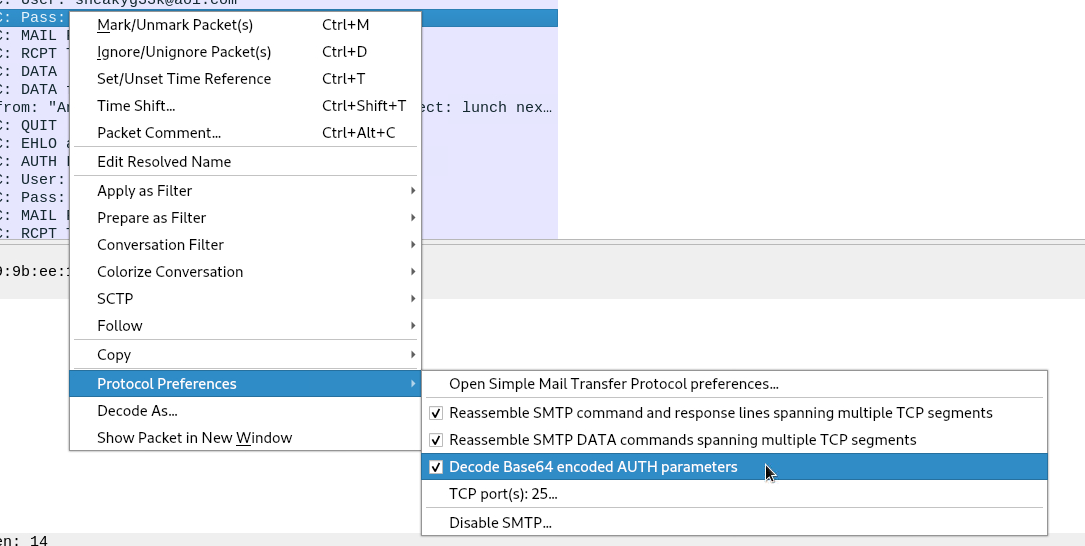 C: User: sneakyg33k@aol.com
C: Pass:
C: MAIL
C: RCPT
C: DATA
C: DATA
from: "An ect: lunch nex…
C: QUIT
C: EHLO
C: AUTH
C: User:
C: Pass:
C: MAIL
C: RCPT
9:9b:ee:
Mark/Unmark Packet(s) Ctrl+M
Ignore/Unignore Packet(s) Ctrl+D
Set/Unset Time Reference Ctrl+T
Time Shift... Ctrl+Shift+T
Packet Comment... Ctrl+Alt+C
Edit Resolved Name
Apply as Filter
Prepare as Filter
Conversation Filter
Colorize Conversation
SCTP
Follow
Copy
Protocol Preferences
Decode As...
Show Packet in New Window
Open Simple Mail Transfer Protocol preferences...
Reassemble SMTP command and response lines spanning multiple TCP segments
Reassemble SMTP DATA commands spanning multiple TCP segments
Decode Base64 encoded AUTH parameters
TCP port(s): 25...
Disable SMTP...
en: 14